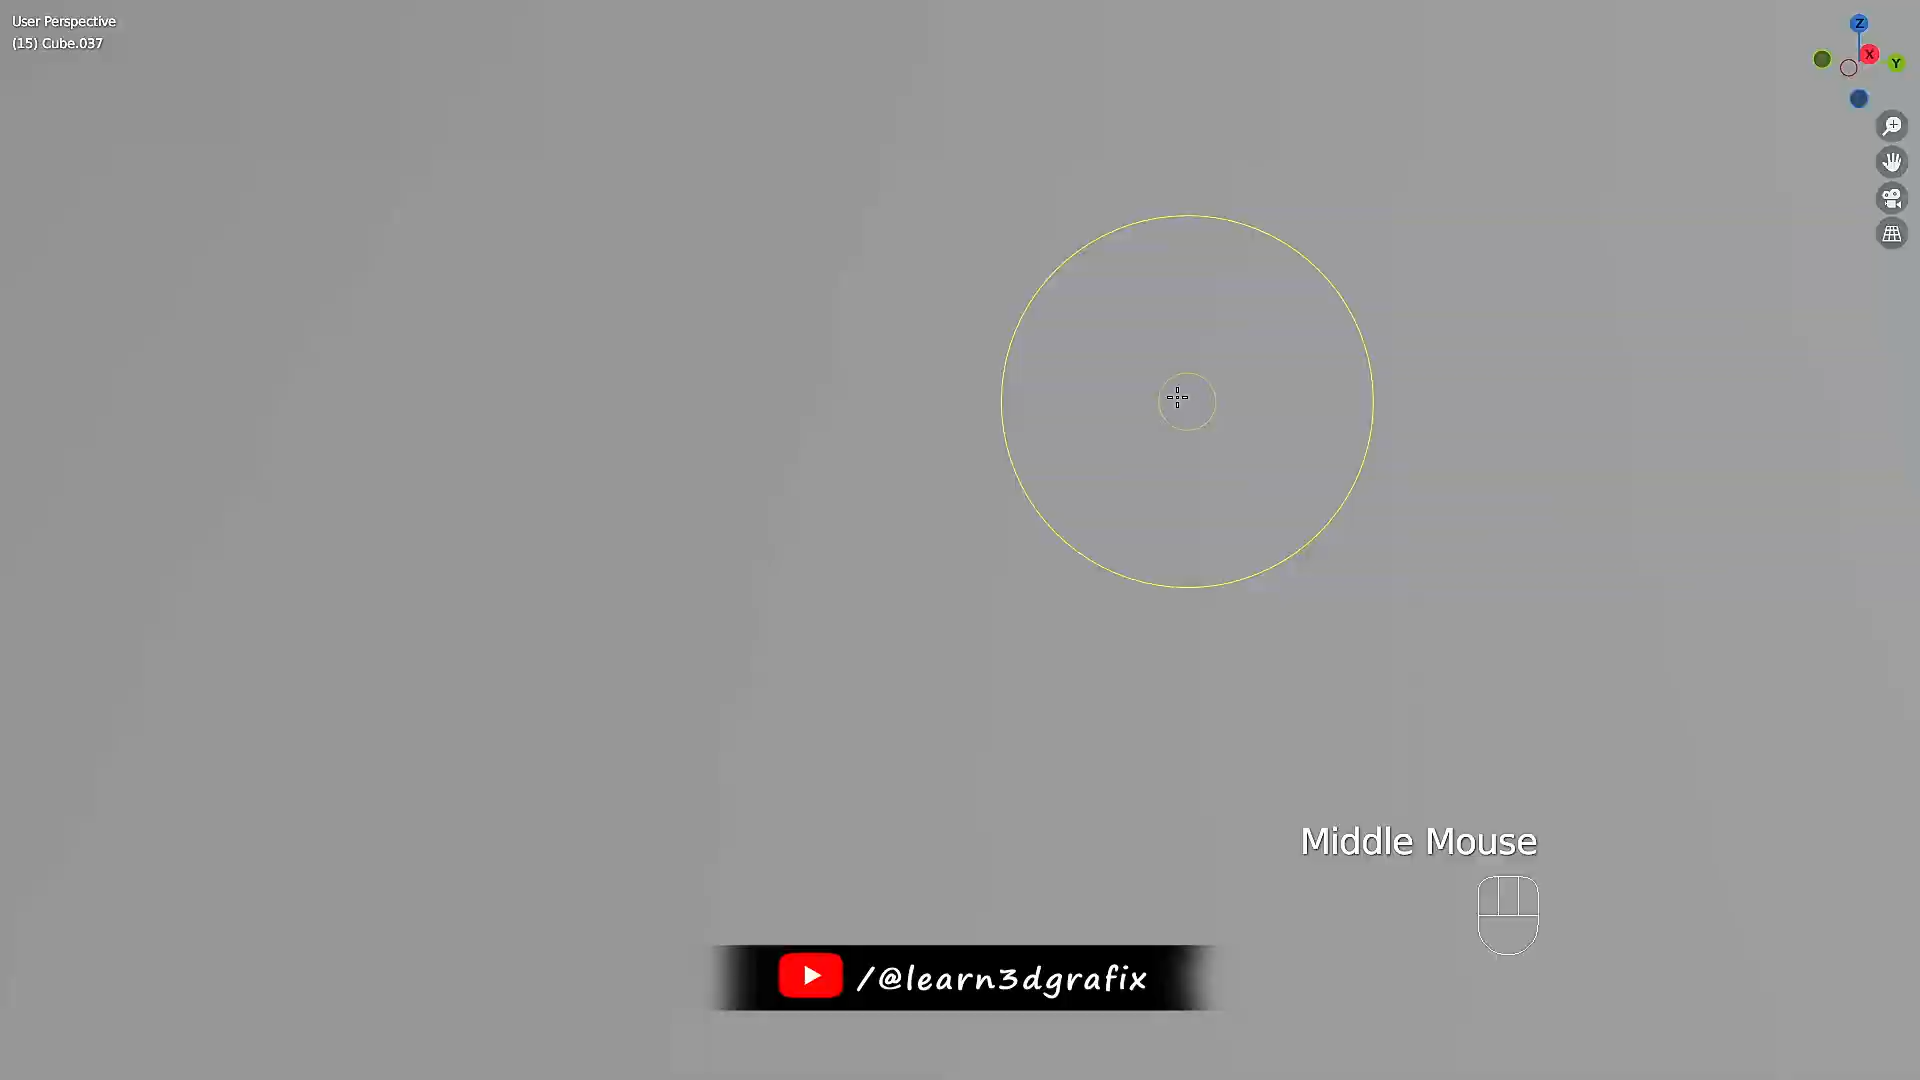 User Perspective
(15) Cube.037
Z
X
Y
Middle Mouse
/@learn3dgrafix